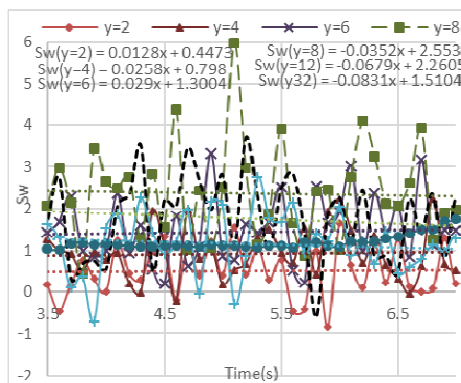 y=2 y=4 y=6 y=8
Sw(y=2) = 0.0128x + 0.4473 Sw(y=8) = -0.0352x + 2.553
Sw(y=4) = 0.0258x + 0.798 Sw(y=12) = -0.0679x + 2.2605
Sw(y=6) = 0.029x + 1.3004 Sw(y32) = -0.0831x + 1.5104
6
5
4
3
2
1
0
-1
-2
Sw
3.5 4.5 5.5 6.5
Time(s)